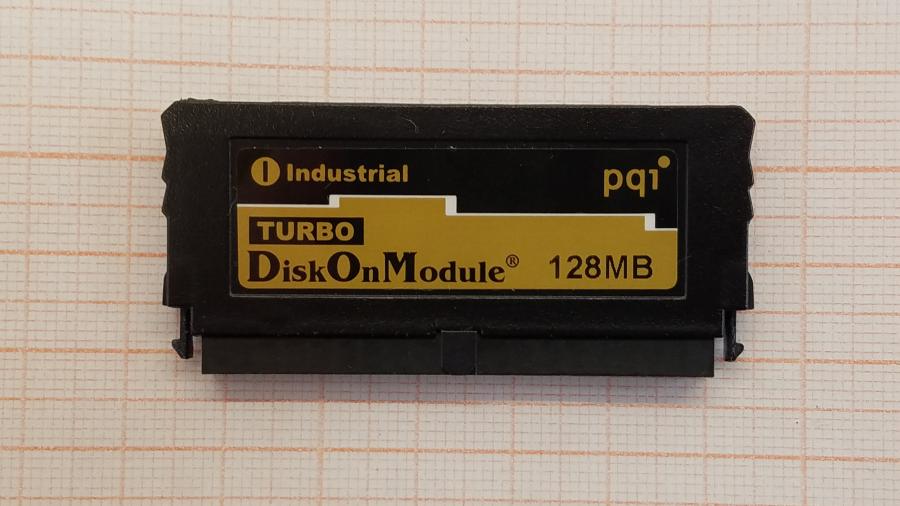 Industrial
pqi
TURBO
DiskOnModule®
128MB